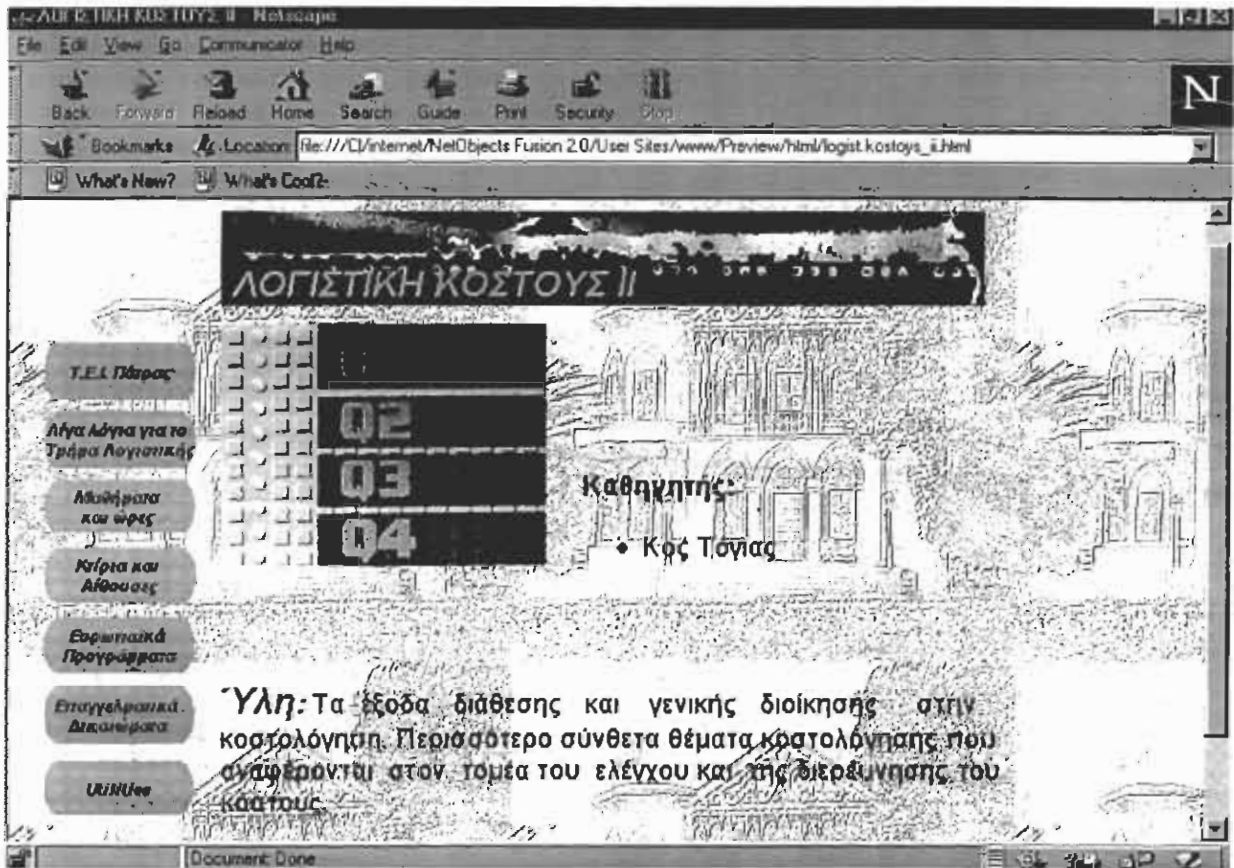 ΛΟΓΙΣΤΙΚΗ ΚΟΣΤΟΥΣ II - Netscape
File Edit View Go Communicator Help
Back Forward Reload Home Search Guide Print Security Stop
N
Bookmarks Location: file:///C|/internet/NetObjects Fusion 2.0/User Sites/www/Preview/html/logist.kostoys_ii.html
What's New? What's Cool?
ΛΟΓΙΣΤΙΚΗ ΚΟΣΤΟΥΣ II
Τ.Ε.Ι. Πάτρας
Λίγα λόγια για το
Τμήμα Λογιστικής
Μαθήματα
και ώρες
Κτίρια και
Αίθουσες
Ευρωπαικά
Προγράμματα
Επαγγελματικά
Δικαιώματα
Utilities
Q2
Q3
Q4
Καθηγητής:
Κος Τόγιας
Ύλη: Τα έξοδα διάθεσης και γενικής διοίκησης στην
κοστολόγηση. Περισσότερο σύνθετα θέματα κοστολόγησης που
αναφέρονται στον τομέα του ελέγχου και της διερεύνησης του
κόστους.
Document: Done